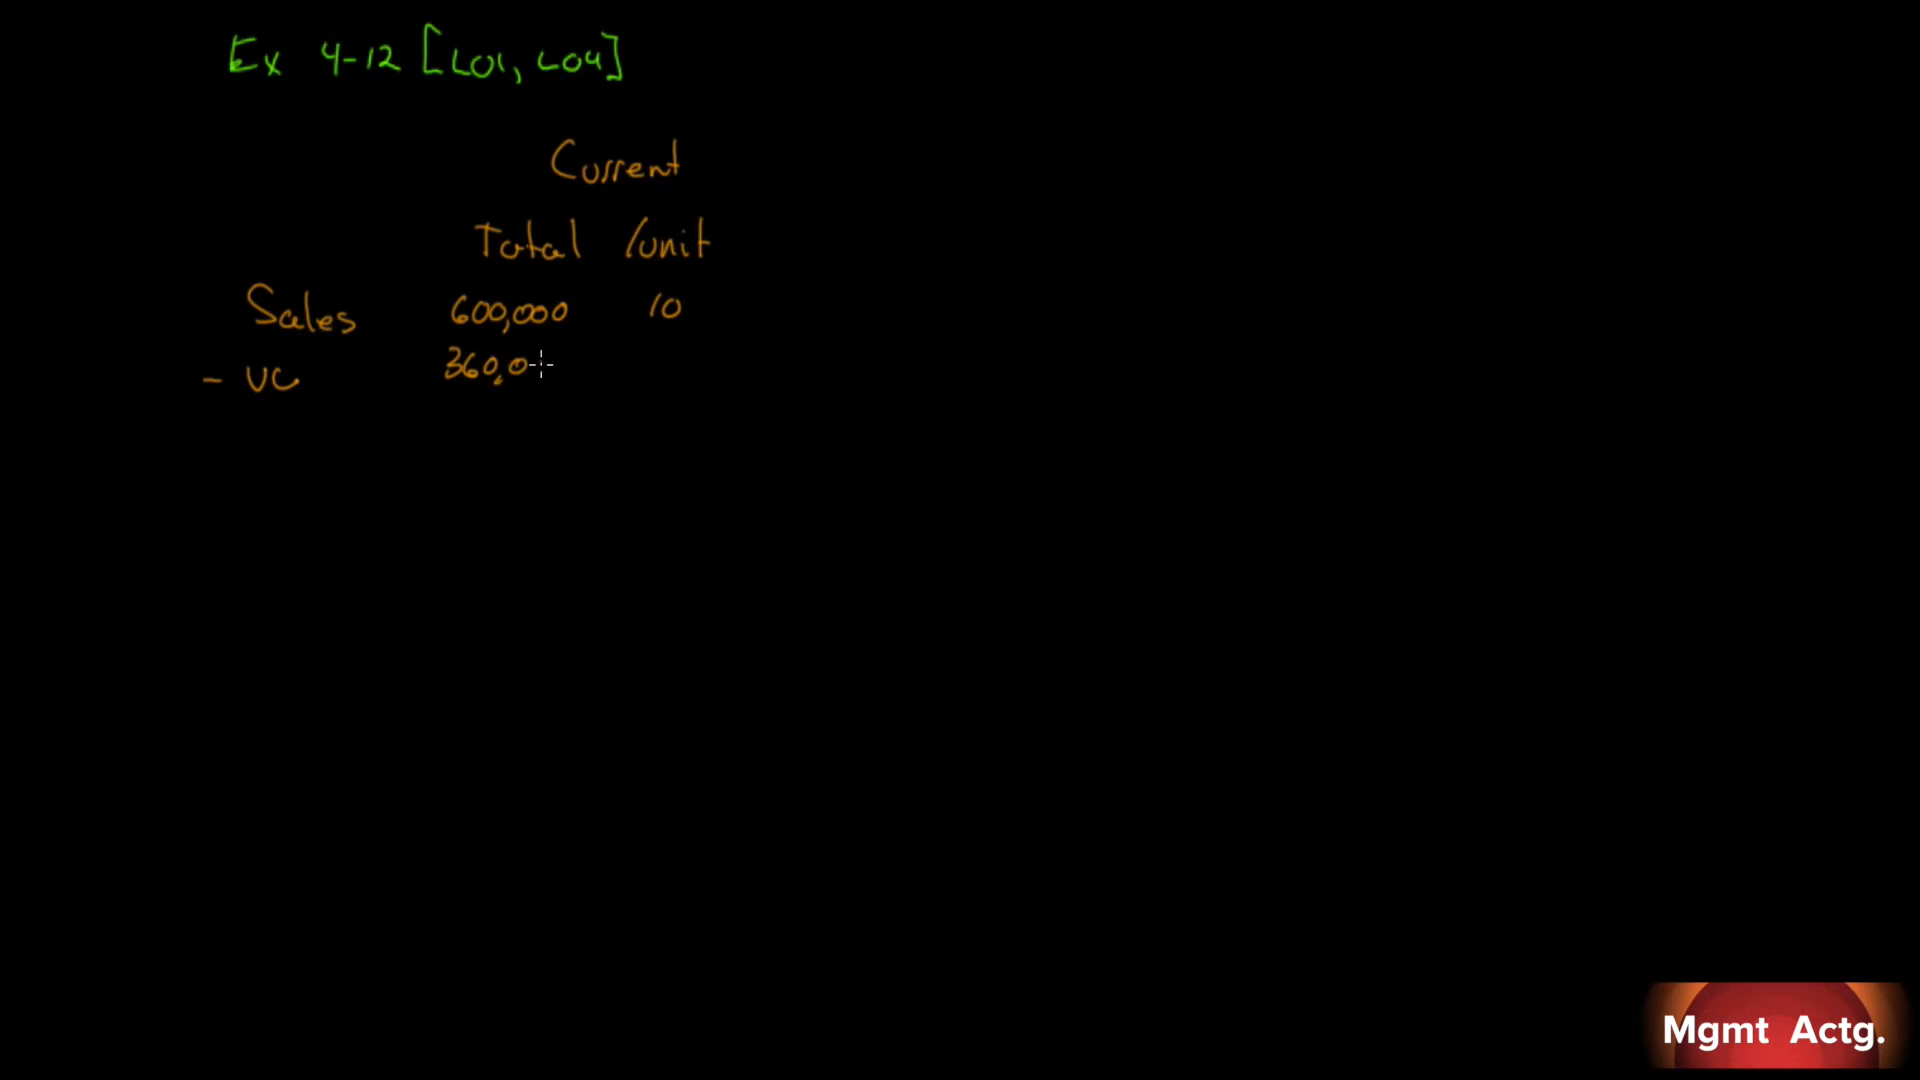 Ex 4-12 [LO1, LO4]
Current
Total /unit
Sales 600,000 10
- VC 360,0
Mgmt Actg.